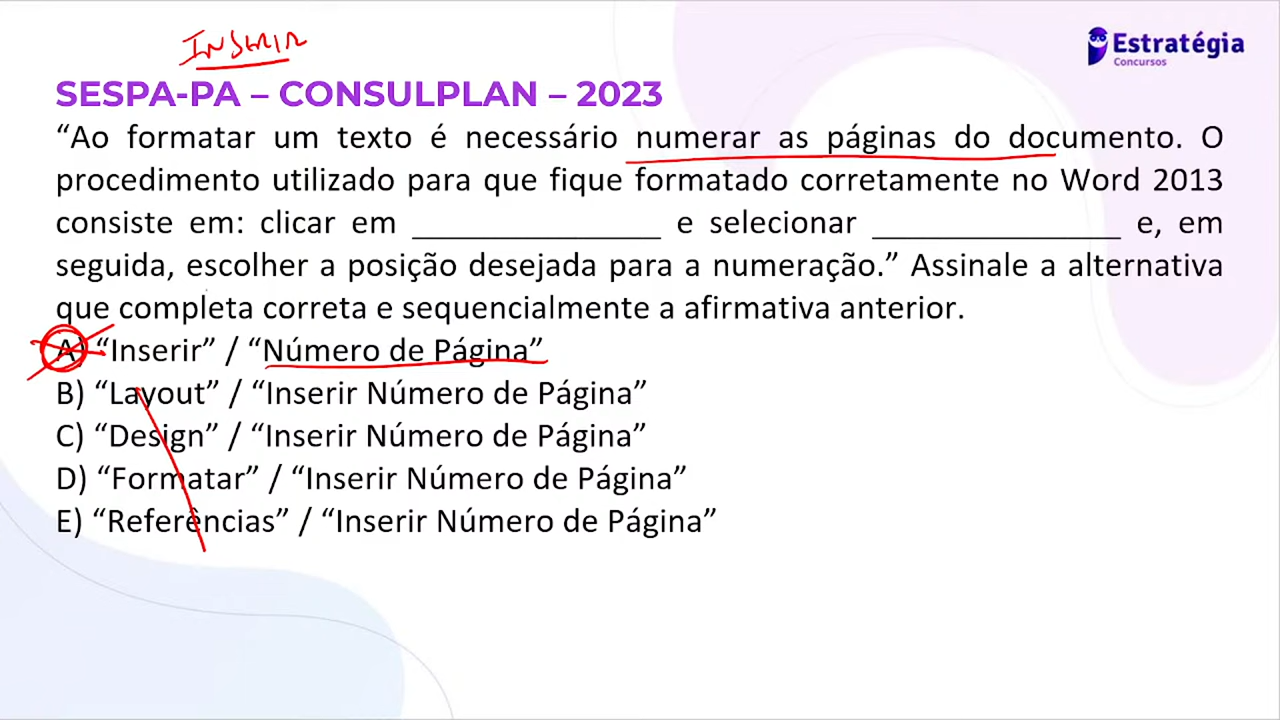 INSERIR
Estratégia
Concursos
SESPA-PA – CONSULPLAN – 2023
“Ao formatar um texto é necessário numerar as páginas do documento. O
procedimento utilizado para que fique formatado corretamente no Word 2013
consiste em: clicar em _______________ e selecionar _______________ e, em
seguida, escolher a posição desejada para a numeração.” Assinale a alternativa
que completa correta e sequencialmente a afirmativa anterior.
A) “Inserir” / “Número de Página”
B) “Layout” / “Inserir Número de Página”
C) “Design” / “Inserir Número de Página”
D) “Formatar” / “Inserir Número de Página”
E) “Referências” / “Inserir Número de Página”